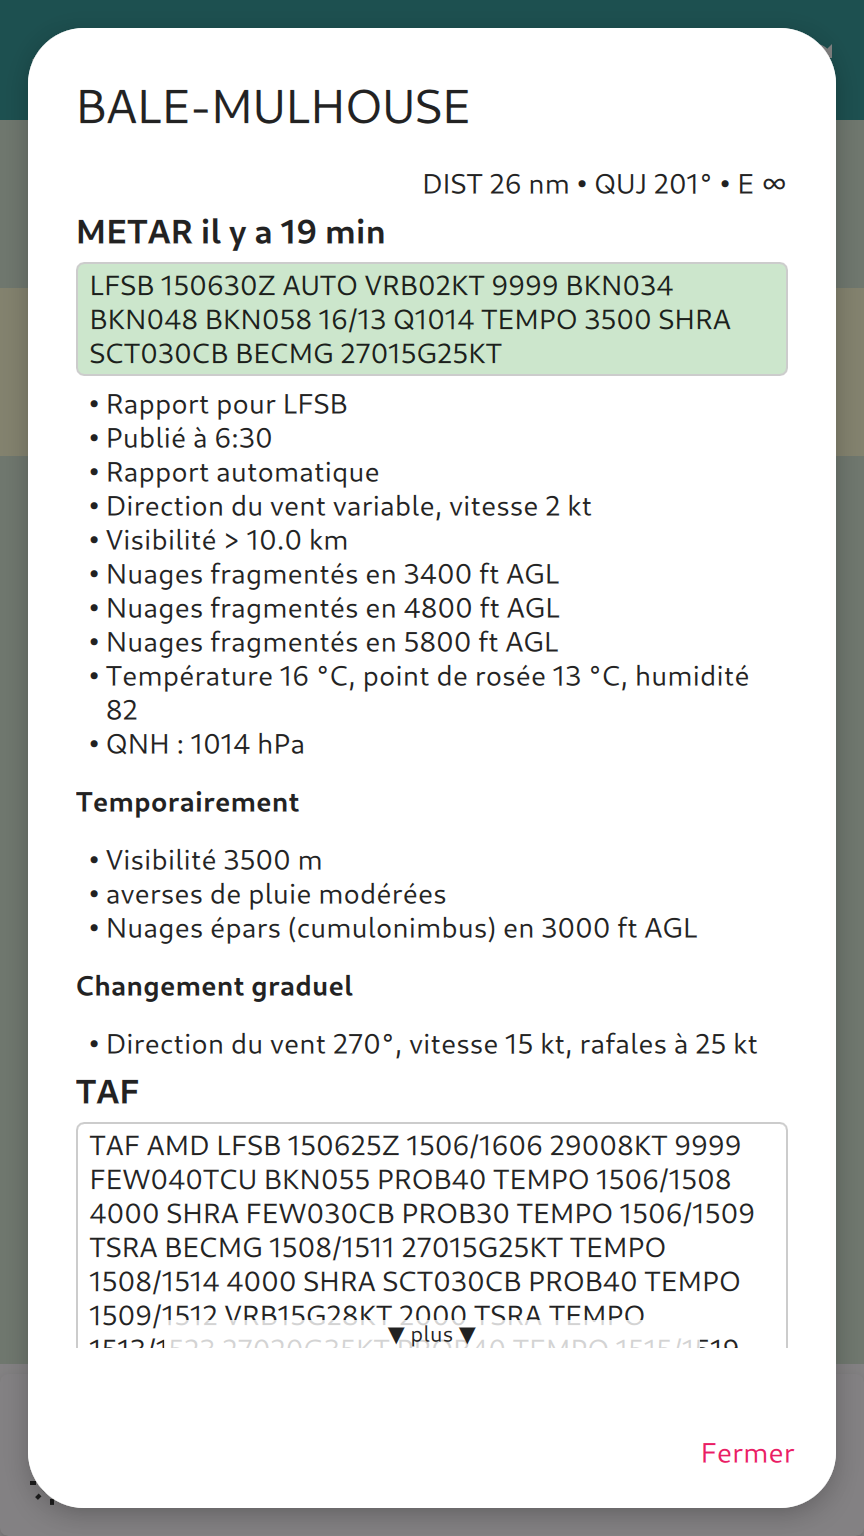 BALE-MULHOUSE
DIST 26 nm • QUJ 201° • E ∞
METAR il y a 19 min
LFSB 150630Z AUTO VRB02KT 9999 BKN034
BKN048 BKN058 16/13 Q1014 TEMPO 3500 SHRA
SCT030CB BECMG 27015G25KT
• Rapport pour LFSB
• Publié à 6:30
• Rapport automatique
• Direction du vent variable, vitesse 2 kt
• Visibilité > 10.0 km
• Nuages fragmentés en 3400 ft AGL
• Nuages fragmentés en 4800 ft AGL
• Nuages fragmentés en 5800 ft AGL
• Température 16 °C, point de rosée 13 °C, humidité
82
• QNH : 1014 hPa
Temporairement
• Visibilité 3500 m
• averses de pluie modérées
• Nuages épars (cumulonimbus) en 3000 ft AGL
Changement graduel
• Direction du vent 270°, vitesse 15 kt, rafales à 25 kt
TAF
TAF AMD LFSB 150625Z 1506/1606 29008KT 9999
FEW040TCU BKN055 PROB40 TEMPO 1506/1508
4000 SHRA FEW030CB PROB30 TEMPO 1506/1509
TSRA BECMG 1508/1511 27015G25KT TEMPO
1508/1514 4000 SHRA SCT030CB PROB40 TEMPO
1509/1512 VRB15G28KT 2000 TSRA TEMPO
▼ plus ▼
Fermer